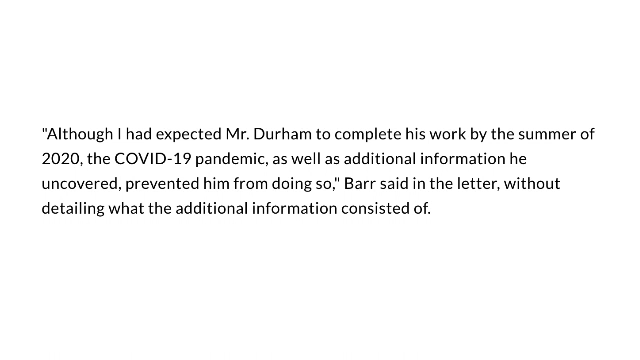 "Although I had expected Mr. Durham to complete his work by the summer of
2020, the COVID-19 pandemic, as well as additional information he
uncovered, prevented him from doing so," Barr said in the letter, without
detailing what the additional information consisted of.